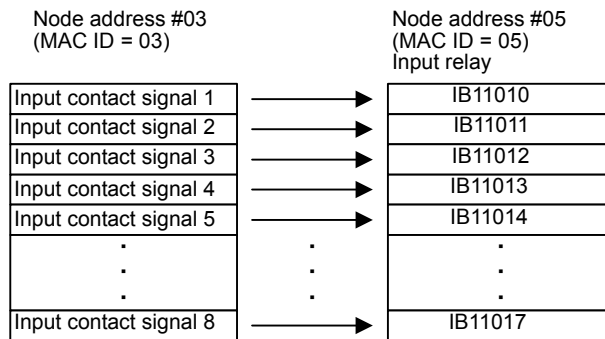 Node address #03
(MAC ID = 03)
Node address #05
(MAC ID = 05)
Input relay
Input contact signal 1
IB11010
Input contact signal 2
IB11011
Input contact signal 3
IB11012
Input contact signal 4
IB11013
Input contact signal 5
IB11014
Input contact signal 8
IB11017